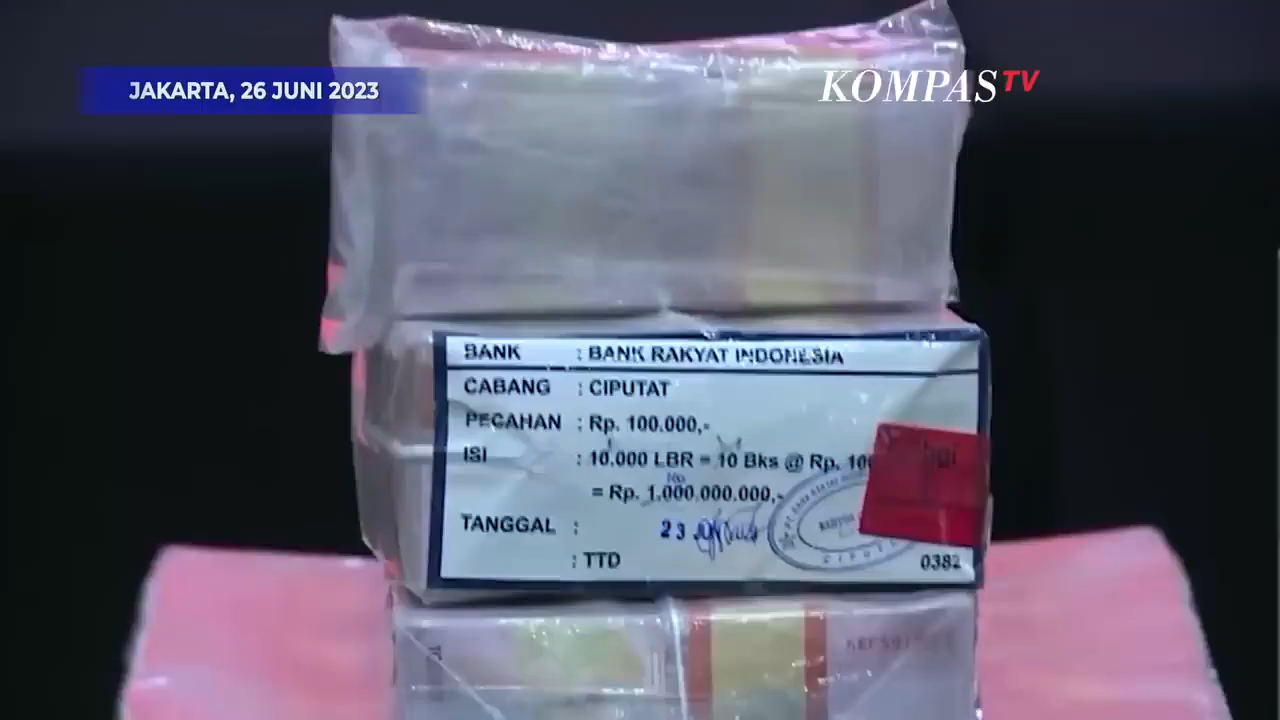 JAKARTA, 26 JUNI 2023
KOMPAS TV
BANK : BANK RAKYAT INDONESIA
CABANG : CIPUTAT
PECAHAN : Rp. 100.000,-
ISI : 10.000 LBR = 10 Bks @ Rp. 100
= Rp. 1.000.000.000,-
TANGGAL : 23
: TTD
CIPUTAT
0382